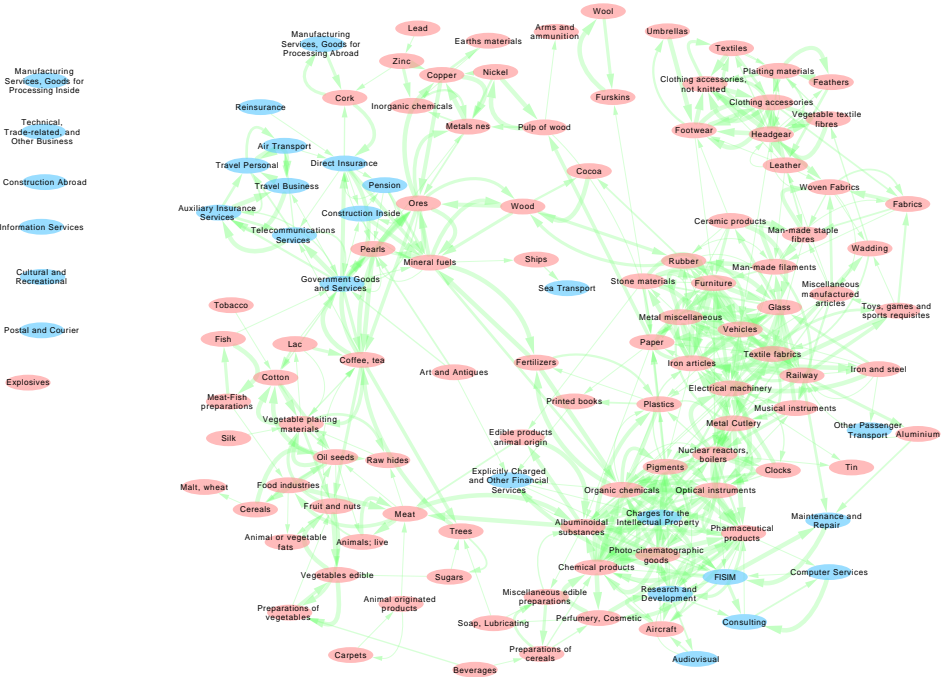 Wool
Lead
Arms and
ammunition
Umbrellas
Manufacturing
Services, Goods for
Processing Abroad
Earths materials
Textiles
Zinc
Copper
Nickel
Plaiting materials
Manufacturing
Services, Goods for
Processing Inside
Clothing accessories,
not knitted
Feathers
Cork
Furskins
Inorganic chemicals
Clothing accessories
Reinsurance
Vegetable textile
fibres
Technical,
Trade-related, and
Other Business
Metals nes
Pulp of wood
Footwear
Headgear
Air Transport
Travel Personal
Direct Insurance
Leather
Cocoa
Construction Abroad
Travel Business
Pension
Woven Fabrics
Ores
Wood
Fabrics
Auxiliary Insurance
Services
Construction Inside
Ceramic products
Information Services
Telecommunications
Services
Man-made staple
fibres
Pearls
Wadding
Mineral fuels
Ships
Rubber
Man-made filaments
Cultural and
Recreational
Government Goods
and Services
Sea Transport
Stone materials
Furniture
Miscellaneous
manufactured
articles
Tobacco
Glass
Toys, games and
sports requisites
Metal miscellaneous
Postal and Courier
Vehicles
Fish
Lac
Paper
Coffee, tea
Textile fabrics
Fertilizers
Iron articles
Art and Antiques
Iron and steel
Explosives
Cotton
Railway
Electrical machinery
Meat-Fish
preparations
Printed books
Plastics
Musical instruments
Vegetable plaiting
materials
Metal Cutlery
Other Passenger
Transport
Aluminium
Silk
Edible products
animal origin
Oil seeds
Raw hides
Nuclear reactors,
boilers
Pigments
Clocks
Tin
Explicitly Charged
and Other Financial
Services
Malt, wheat
Food industries
Organic chemicals
Optical instruments
Cereals
Fruit and nuts
Meat
Charges for the
Intellectual Property
Maintenance and
Repair
Albuminoidal
substances
Trees
Pharmaceutical
products
Animal or vegetable
fats
Animals; live
Photo-cinematographic
goods
Chemical products
Vegetables edible
Sugars
FISIM
Computer Services
Research and
Development
Miscellaneous edible
preparations
Animal originated
products
Preparations of
vegetables
Soap, Lubricating
Perfumery, Cosmetic
Consulting
Aircraft
Carpets
Preparations of
cereals
Audiovisual
Beverages